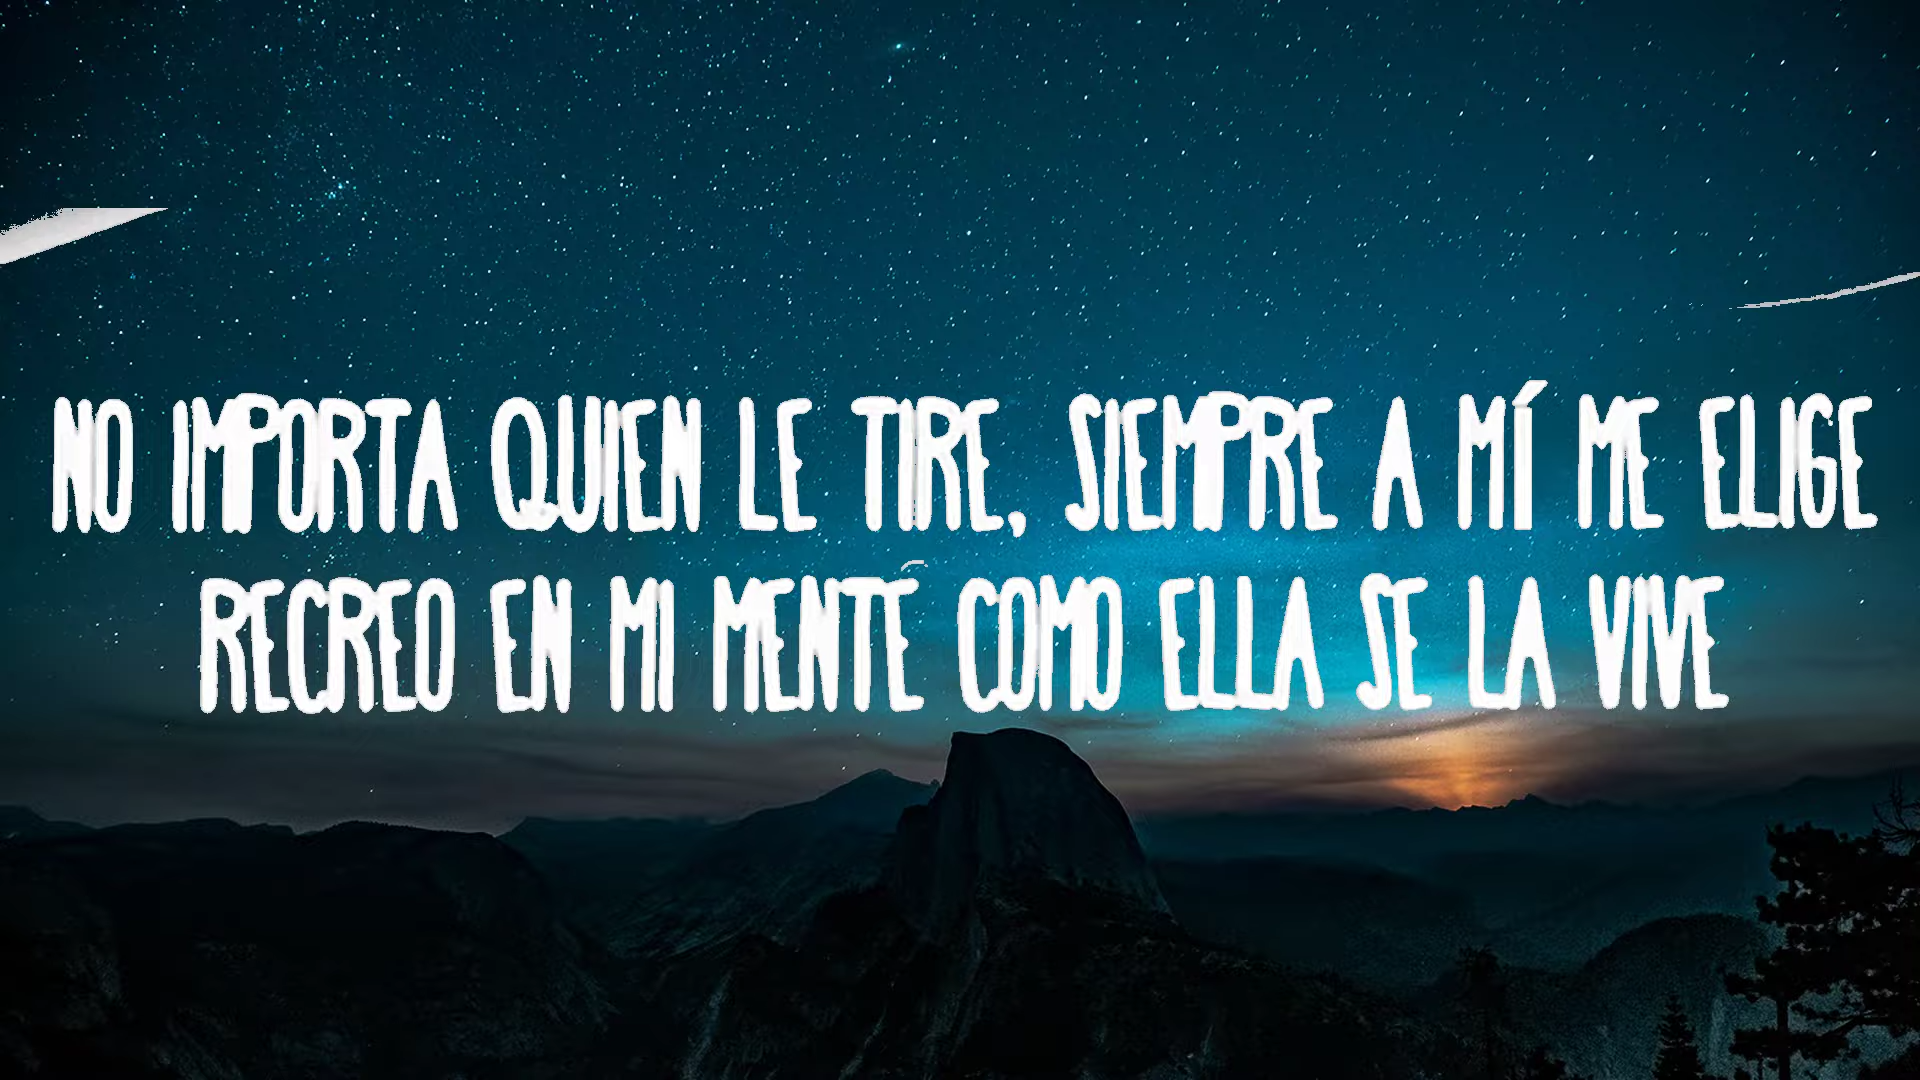 NO IMPORTA QUIEN LE TIRE, SIEMPRE A MÍ ME ELIGE
RECREO EN MI MENTE COMO ELLA SE LA VIVE